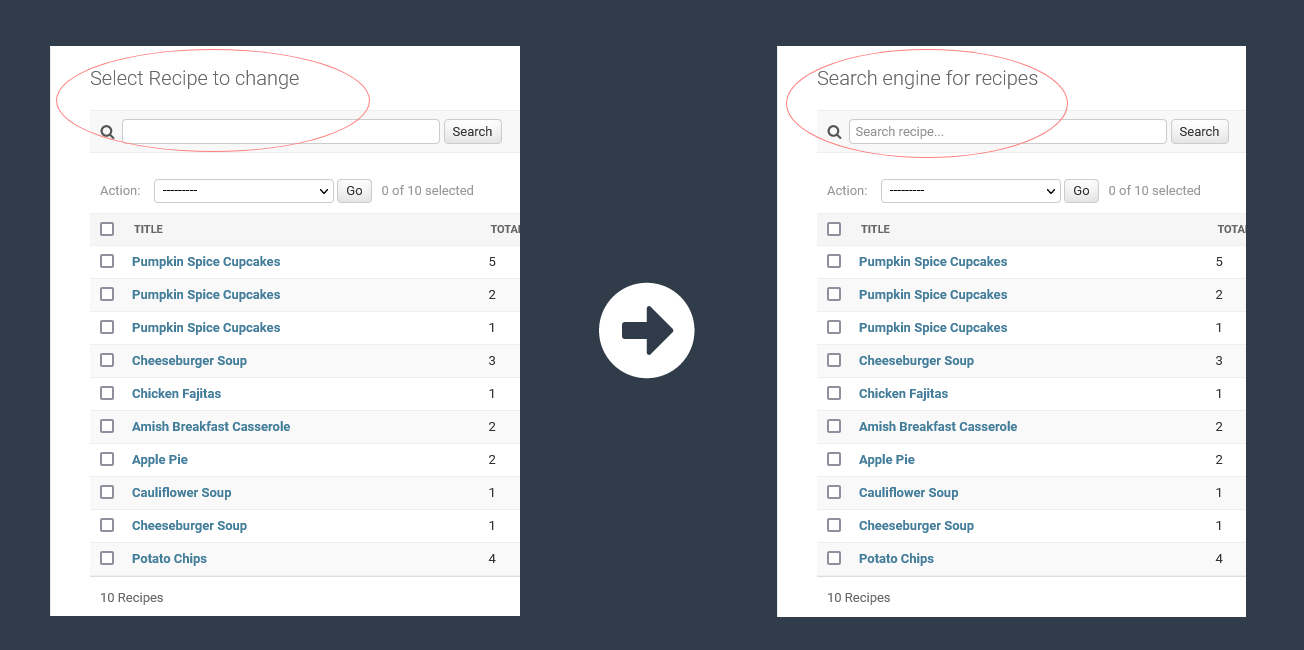 Select Recipe to change
Search
Action: --------- Go 0 of 10 selected
TITLE TOTAL
Pumpkin Spice Cupcakes 5
Pumpkin Spice Cupcakes 2
Pumpkin Spice Cupcakes 1
Cheeseburger Soup 3
Chicken Fajitas 1
Amish Breakfast Casserole 2
Apple Pie 2
Cauliflower Soup 1
Cheeseburger Soup 1
Potato Chips 4
10 Recipes
Search engine for recipes
Search recipe... Search
Action: --------- Go 0 of 10 selected
TITLE TOTAL
Pumpkin Spice Cupcakes 5
Pumpkin Spice Cupcakes 2
Pumpkin Spice Cupcakes 1
Cheeseburger Soup 3
Chicken Fajitas 1
Amish Breakfast Casserole 2
Apple Pie 2
Cauliflower Soup 1
Cheeseburger Soup 1
Potato Chips 4
10 Recipes